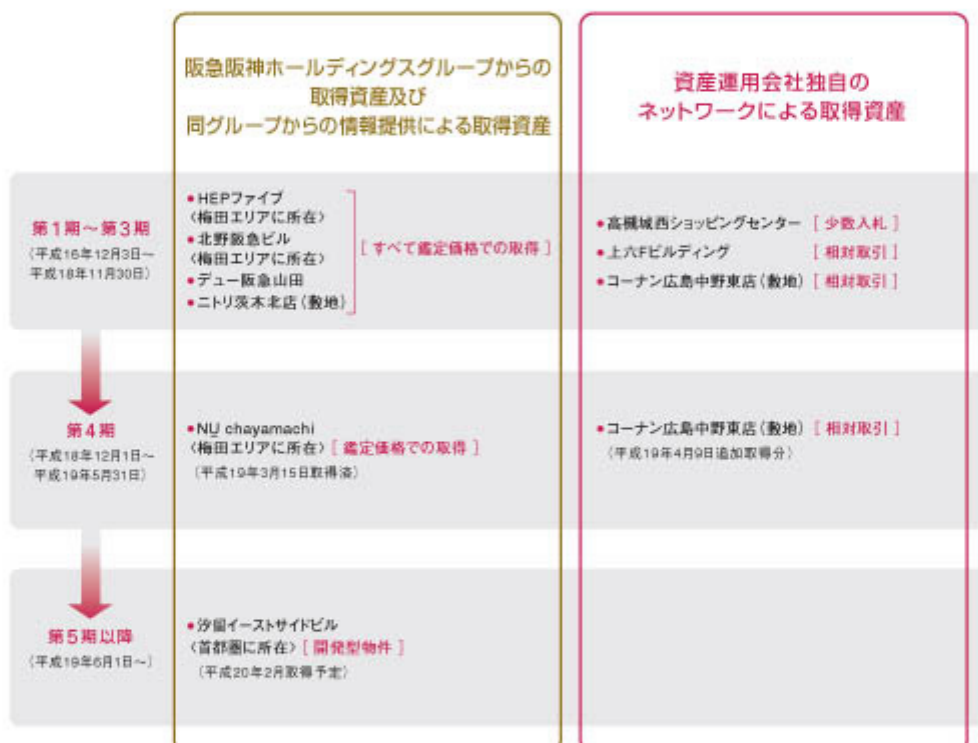 阪急阪神ホールディングスグループからの
取得資産及び
同グループからの情報提供による取得資産
資産運用会社独自の
ネットワークによる取得資産
第1期～第3期
（平成16年12月3日～
平成18年11月30日）
●HEPファイブ
〈梅田エリアに所在〉
●北野阪急ビル
〈梅田エリアに所在〉
●デュー阪急山田
●ニトリ茨木北店（敷地）
［すべて鑑定価格での取得］
●高槻城西ショッピングセンター ［少数入札］
●上六Fビルディング ［相対取引］
●コーナン広島中野東店（敷地） ［相対取引］
第4期
（平成18年12月1日～
平成19年5月31日）
●NU chayamachi
〈梅田エリアに所在〉［鑑定価格での取得］
（平成19年3月15日取得済）
●コーナン広島中野東店（敷地） ［相対取引］
（平成19年4月9日追加取得分）
第5期以降
（平成19年6月1日～）
●汐留イーストサイドビル
〈首都圏に所在〉［開発型物件］
（平成20年2月取得予定）